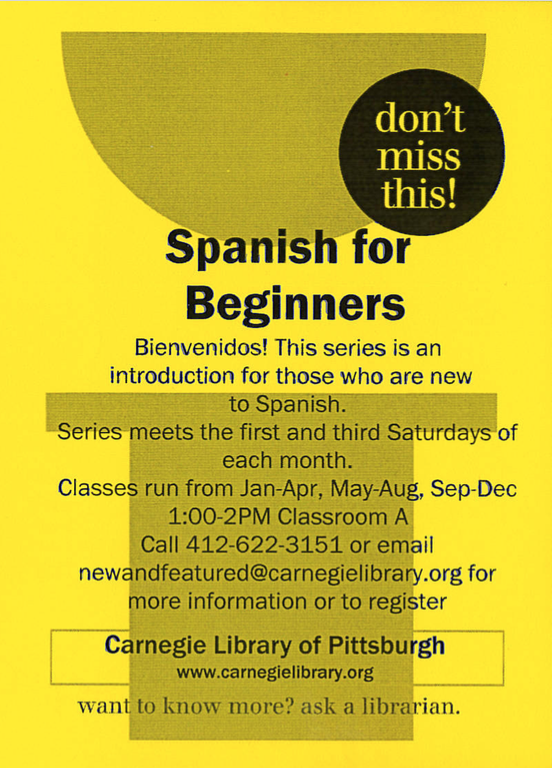 don't
miss
this!
Spanish for
Beginners
Bienvenidos! This series is an
introduction for those who are new
to Spanish.
Series meets the first and third Saturdays of
each month.
Classes run from Jan-Apr, May-Aug, Sep-Dec
1:00-2PM Classroom A
Call 412-622-3151 or email
newandfeatured@carnegielibrary.org for
more information or to register
Carnegie Library of Pittsburgh
www.carnegielibrary.org
want to know more? ask a librarian.